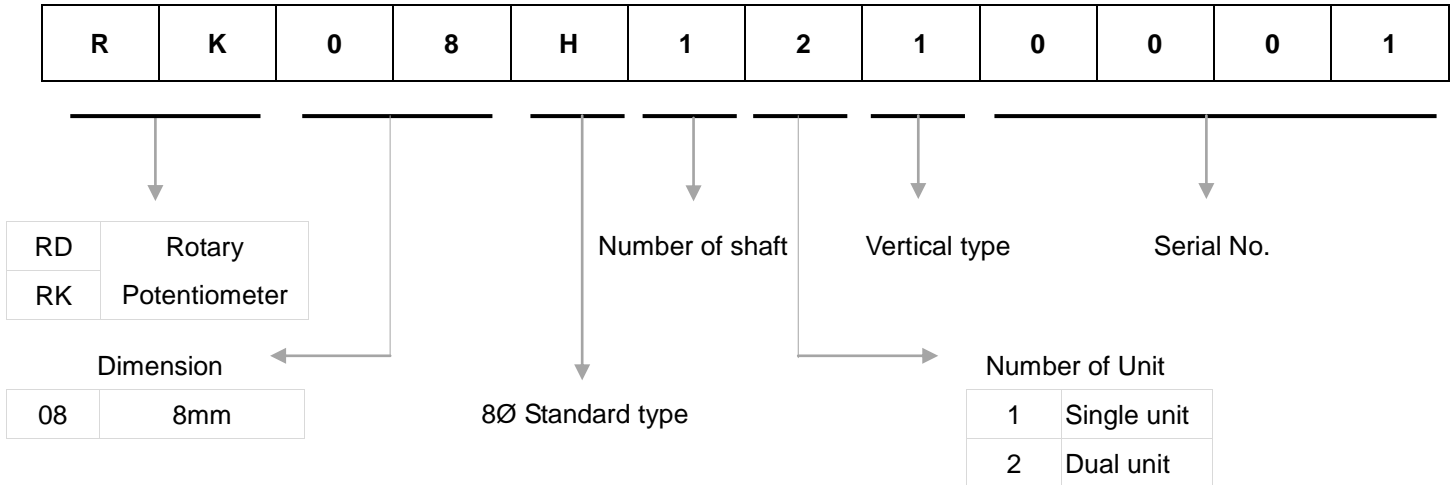 R K 0 8 H 1 2 1 0 0 0 1
RD Rotary Number of shaft Vertical type Serial No.
RK Potentiometer
Dimension Number of Unit
08 8mm 8Ø Standard type 1 Single unit
2 Dual unit